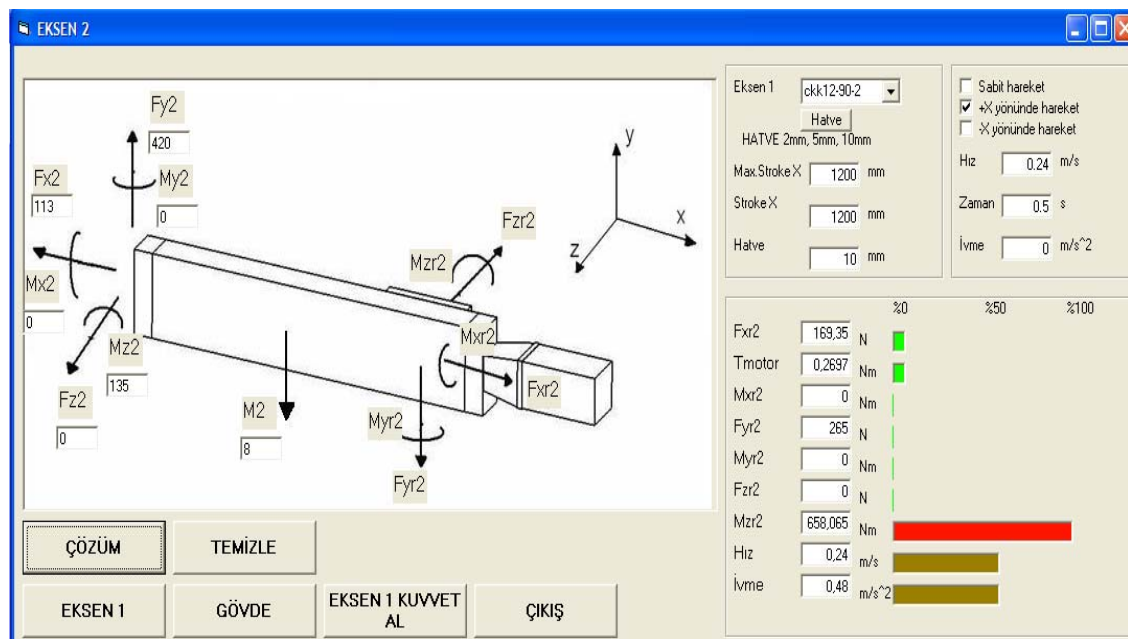 EKSEN 2
Fy2
420
Fx2
113
My2
0
Mx2
0
Mz2
135
Fz2
0
M2
8
Fzr2
Mzr2
Mxr2
Fxr2
Myr2
Fyr2
y
x
z
Eksen 1 ckk12-90-2
Hatve
HATVE 2mm, 5mm, 10mm
Max.Stroke X 1200 mm
Stroke X 1200 mm
Hatve 10 mm
Sabit hareket
+X yönünde hareket
-X yönünde hareket
Hız 0.24 m/s
Zaman 0.5 s
İvme 0 m/s^2
%0 %50 %100
Fxr2 169,35 N
Tmotor 0,2697 Nm
Mxr2 0 Nm
Fyr2 265 N
Myr2 0 Nm
Fzr2 0 N
Mzr2 658,065 Nm
Hız 0,24 m/s
İvme 0,48 m/s^2
ÇÖZÜM TEMİZLE
EKSEN 1 GÖVDE EKSEN 1 KUVVET AL ÇIKIŞ